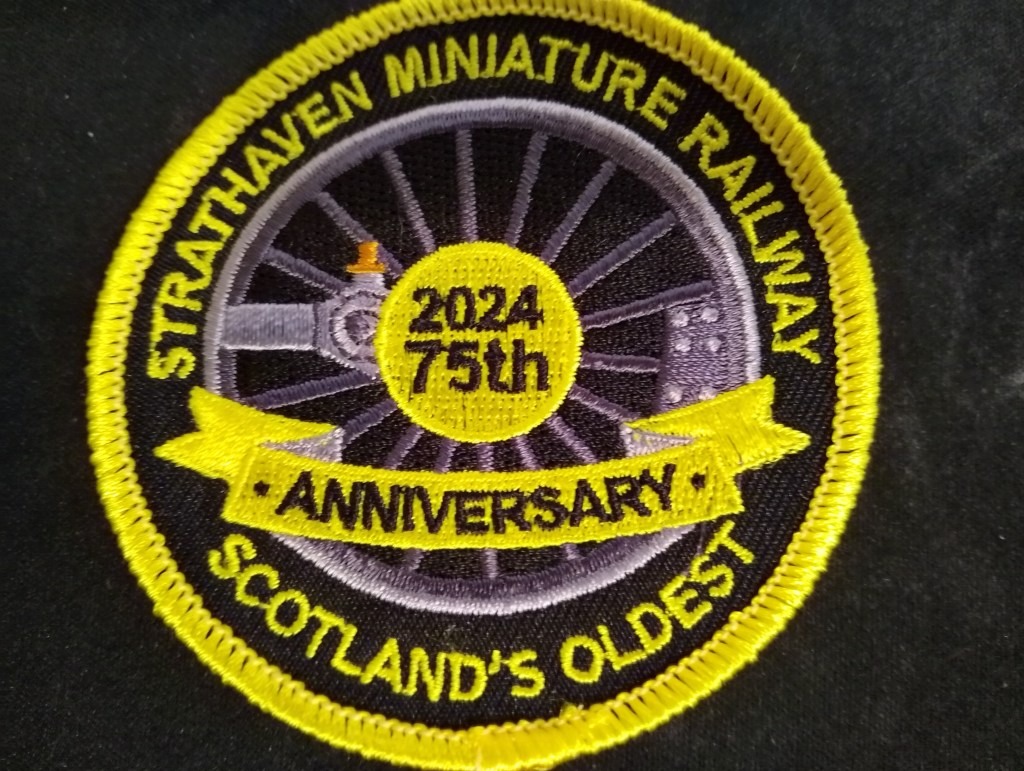 STRATHAVEN MINIATURE RAILWAY
2024
75th
• ANNIVERSARY •
SCOTLAND'S OLDEST